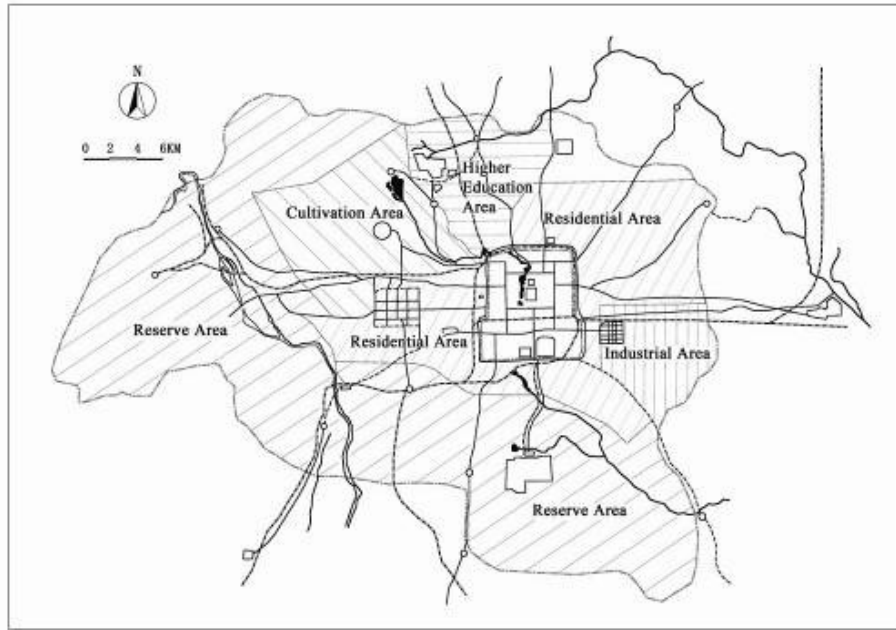 N
0 2 4 6KM
Higher
Education
Area
Cultivation Area
Residential Area
Reserve Area
Residential Area
Industrial Area
Reserve Area